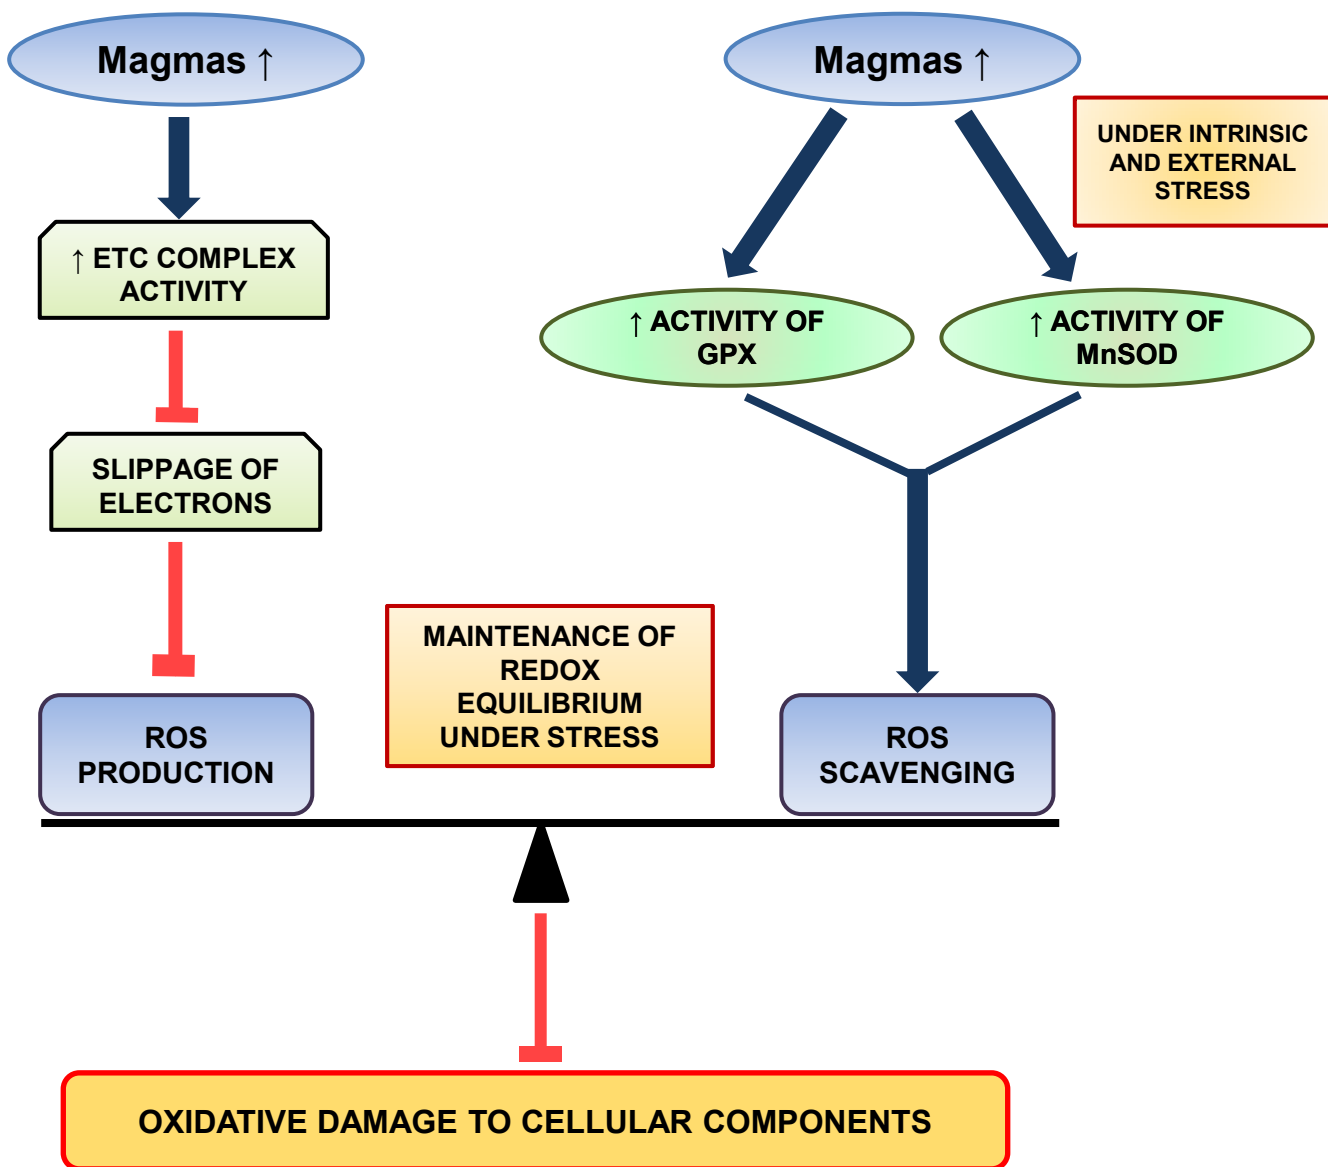 Magmas ↑
↑ ETC COMPLEX
ACTIVITY
SLIPPAGE OF
ELECTRONS
ROS
PRODUCTION
Magmas ↑
UNDER INTRINSIC
AND EXTERNAL
STRESS
↑ ACTIVITY OF
GPX
↑ ACTIVITY OF
MnSOD
MAINTENANCE OF
REDOX
EQUILIBRIUM
UNDER STRESS
ROS
SCAVENGING
OXIDATIVE DAMAGE TO CELLULAR COMPONENTS